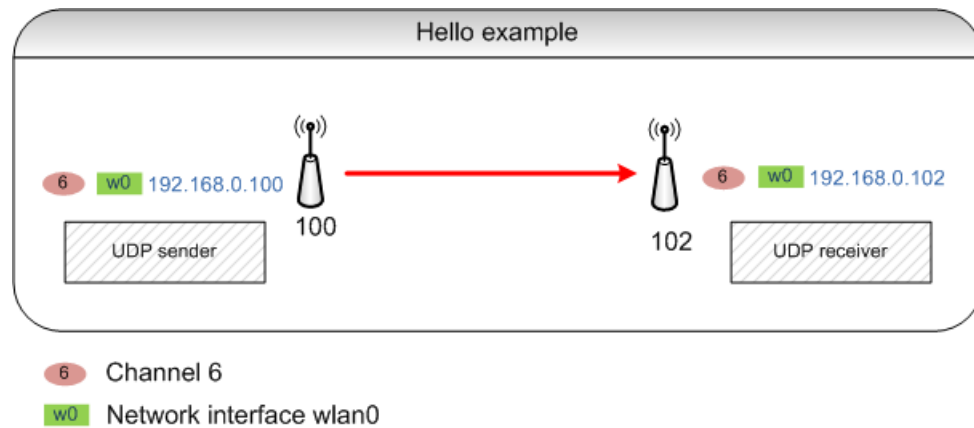 Hello example
6 w0 192.168.0.100
100
UDP sender
6 w0 192.168.0.102
102
UDP receiver
6 Channel 6
w0 Network interface wlan0